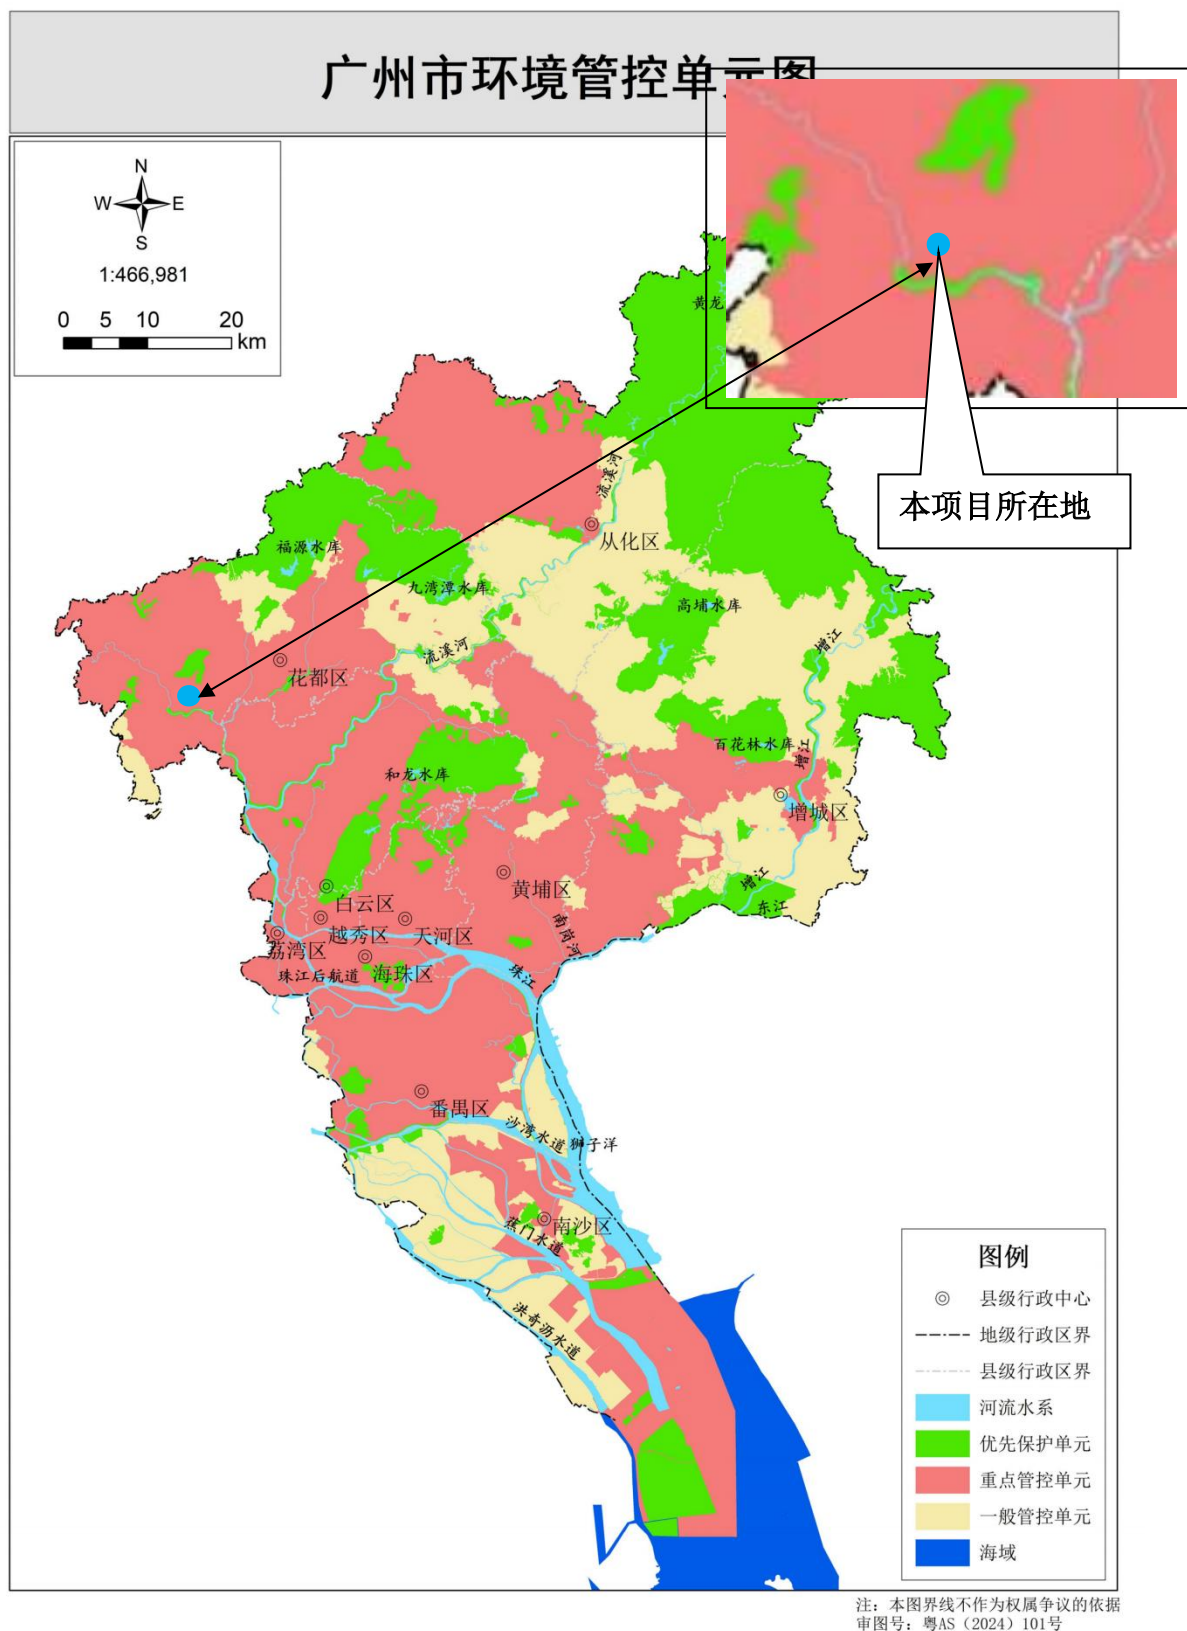 广州市环境管控单元图
N
W E
S
1:466,981
0 5 10 20
km
黄龙
本项目所在地
流溪河
从化区
福源水库
九湾潭水库
高埔水库
流溪河
增江
花都区
百花林水库
增江
和龙水库
增城区
黄埔区
增江
白云区
东江
越秀区
天河区
南岗河
荔湾区
珠江后航道
海珠区
珠江
番禺区
沙湾水道
狮子洋
南沙区
蕉门水道
洪奇沥水道
图例
县级行政中心
地级行政区界
县级行政区界
河流水系
优先保护单元
重点管控单元
一般管控单元
海域
注：本图界线不作为权属争议的依据
审图号：粤AS（2024）101号